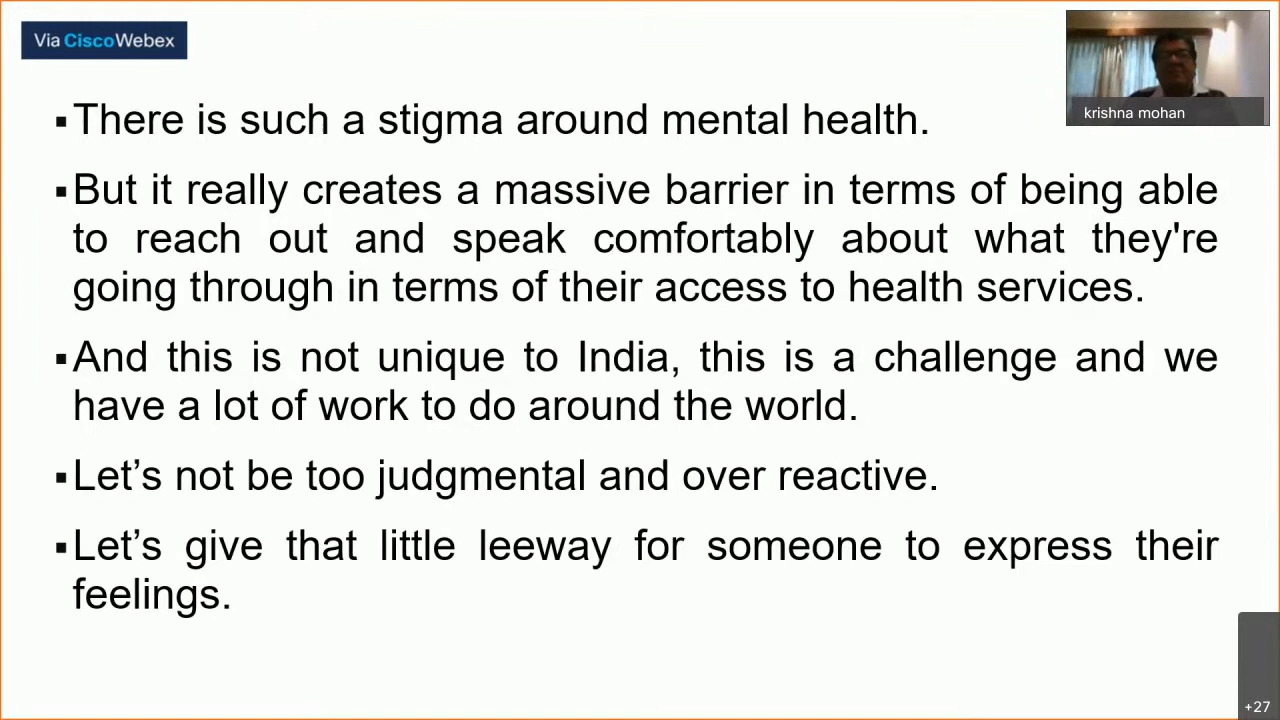 Via Cisco Webex
krishna mohan
▪There is such a stigma around mental health.
▪But it really creates a massive barrier in terms of being able
to reach out and speak comfortably about what they're
going through in terms of their access to health services.
▪And this is not unique to India, this is a challenge and we
have a lot of work to do around the world.
▪Let’s not be too judgmental and over reactive.
▪Let’s give that little leeway for someone to express their
feelings.
+27